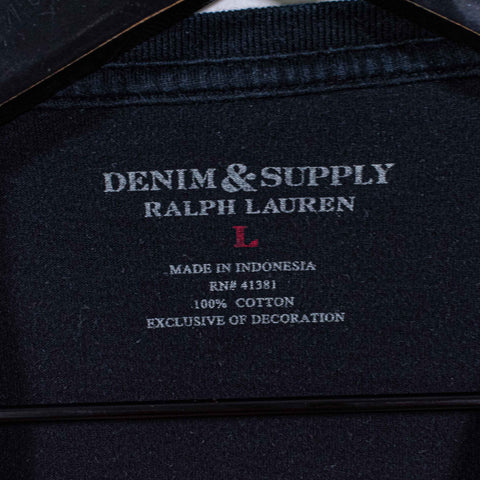 DENIM & SUPPLY
RALPH LAUREN
L
MADE IN INDONESIA
RN# 41381
100% COTTON
EXCLUSIVE OF DECORATION